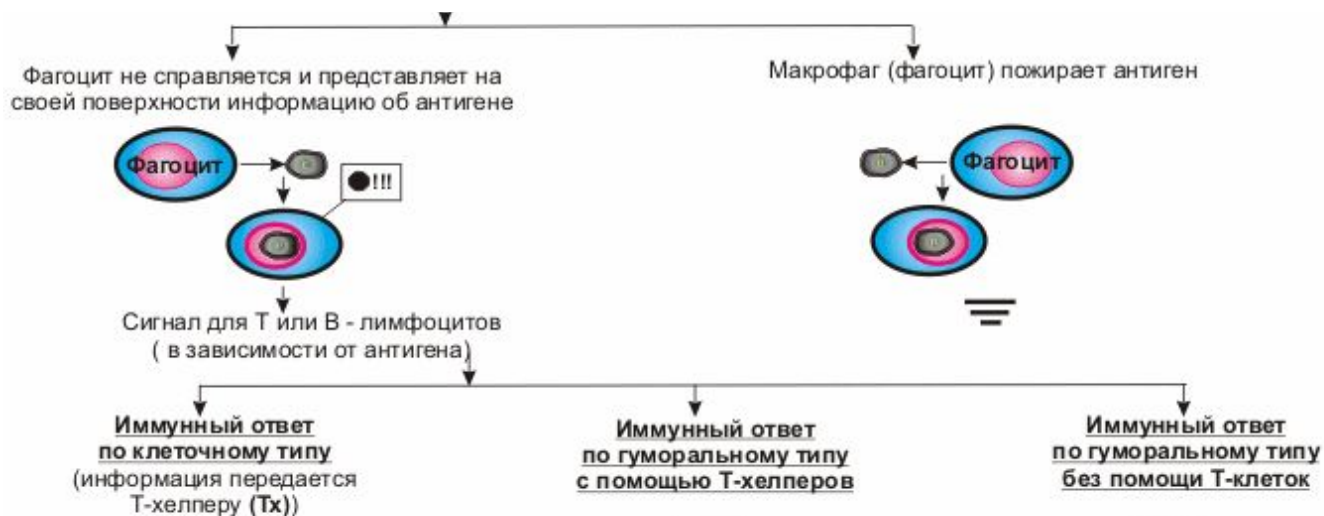 Фагоцит не справляется и представляет на
своей поверхности информацию об антигене
Макрофаг (фагоцит) пожирает антиген
Фагоцит
!!!
Фагоцит
Сигнал для Т или В - лимфоцитов
( в зависимости от антигена)
Иммунный ответ
по клеточному типу
(информация передается
Т-хелперу (Тх))
Иммунный ответ
по гуморальному типу
с помощью Т-хелперов
Иммунный ответ
по гуморальному типу
без помощи Т-клеток